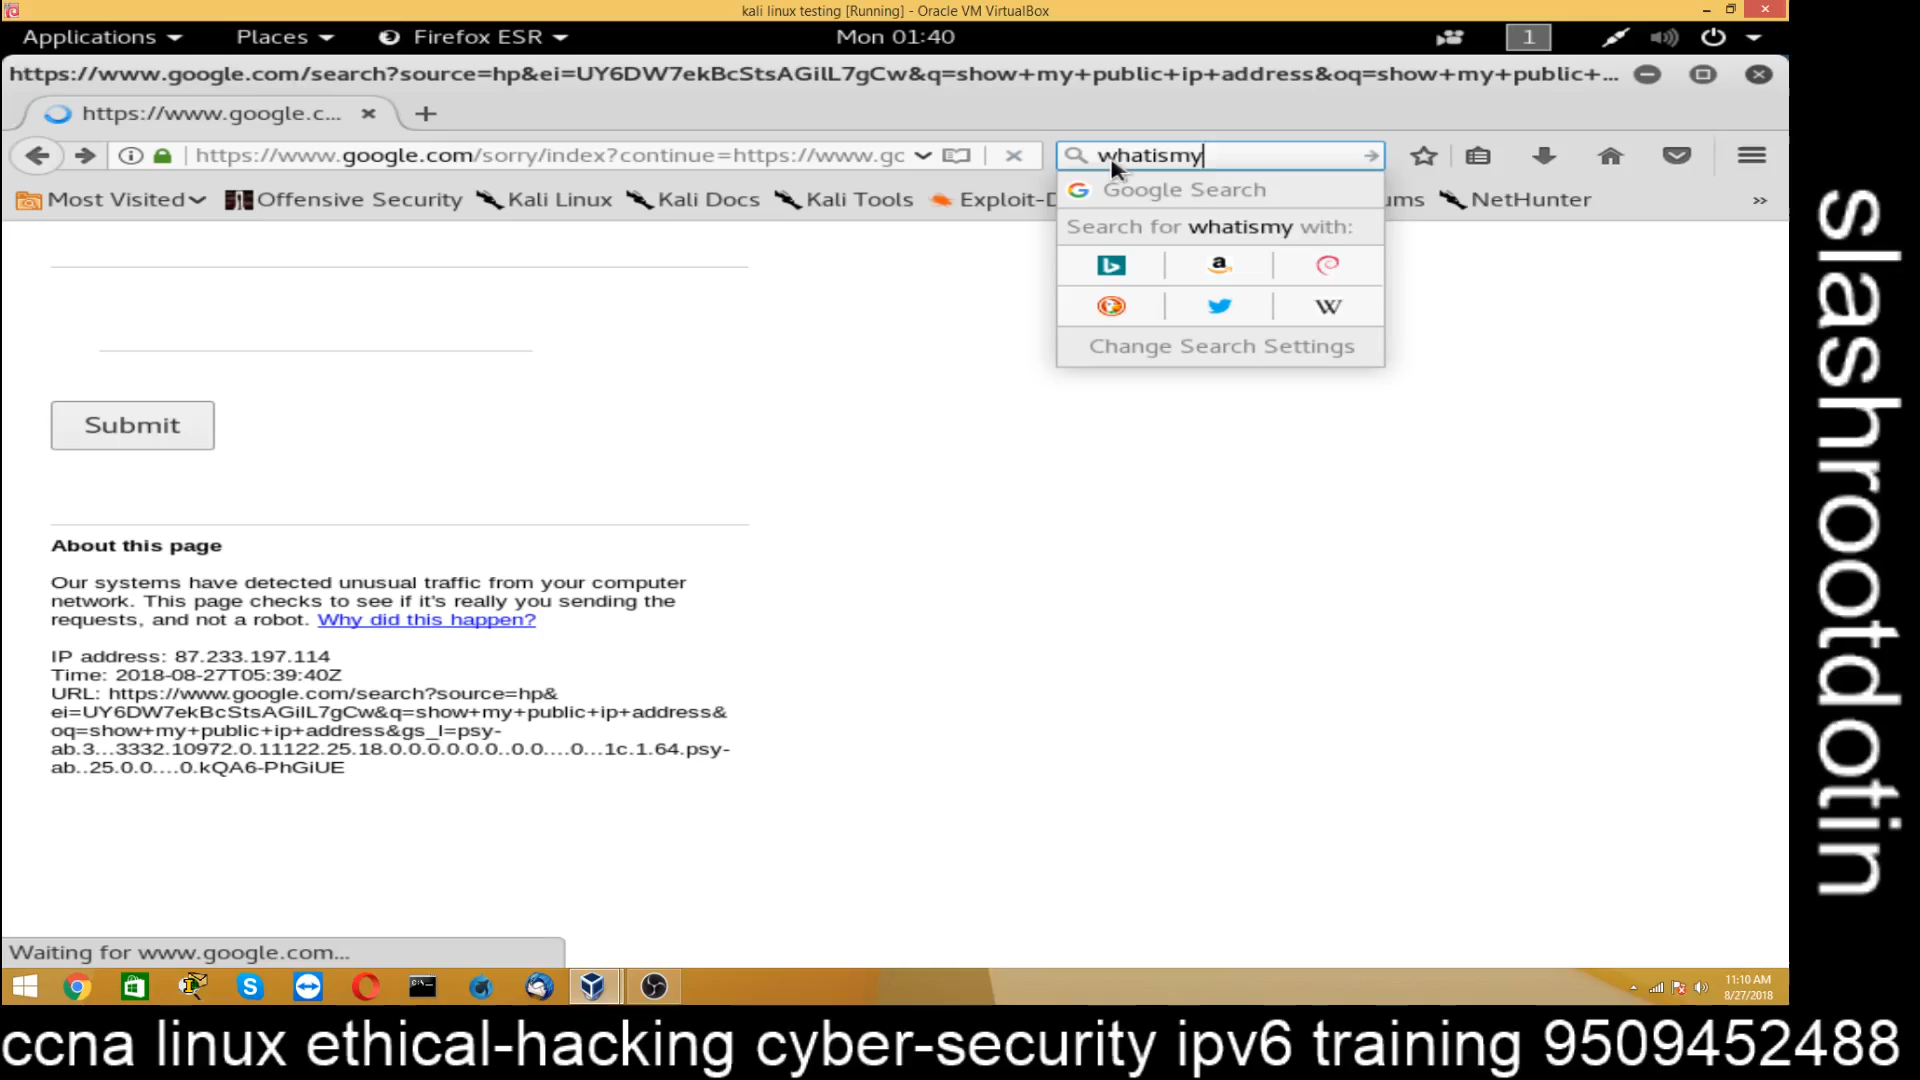 kali linux testing [Running] - Oracle VM VirtualBox
Applications Places Firefox ESR Mon 01:40 1
https://www.google.com/search?source=hp&ei=UY6DW7ekBcStsAGilL7gCw&q=show+my+public+ip+address&oq=show+my+public+...
https://www.google.c...
https://www.google.com/sorry/index?continue=https://www.gc
whatismy
Most Visited Offensive Security Kali Linux Kali Docs Kali Tools Exploit-D ums NetHunter »
Google Search
Search for whatismy with:
Change Search Settings
Submit
About this page
Our systems have detected unusual traffic from your computer
network. This page checks to see if it's really you sending the
requests, and not a robot. Why did this happen?
IP address: 87.233.197.114
Time: 2018-08-27T05:39:40Z
URL: https://www.google.com/search?source=hp&
ei=UY6DW7ekBcStsAGilL7gCw&q=show+my+public+ip+address&
oq=show+my+public+ip+address&gs_l=psy-
ab.3...3332.10972.0.11122.25.18.0.0.0.0.0.0..0.0....0...1c.1.64.psy-
ab..25.0.0....0.kQA6-PhGiUE
Waiting for www.google.com...
11:10 AM
8/27/2018
slashrootdotin
ccna linux ethical-hacking cyber-security ipv6 training 9509452488